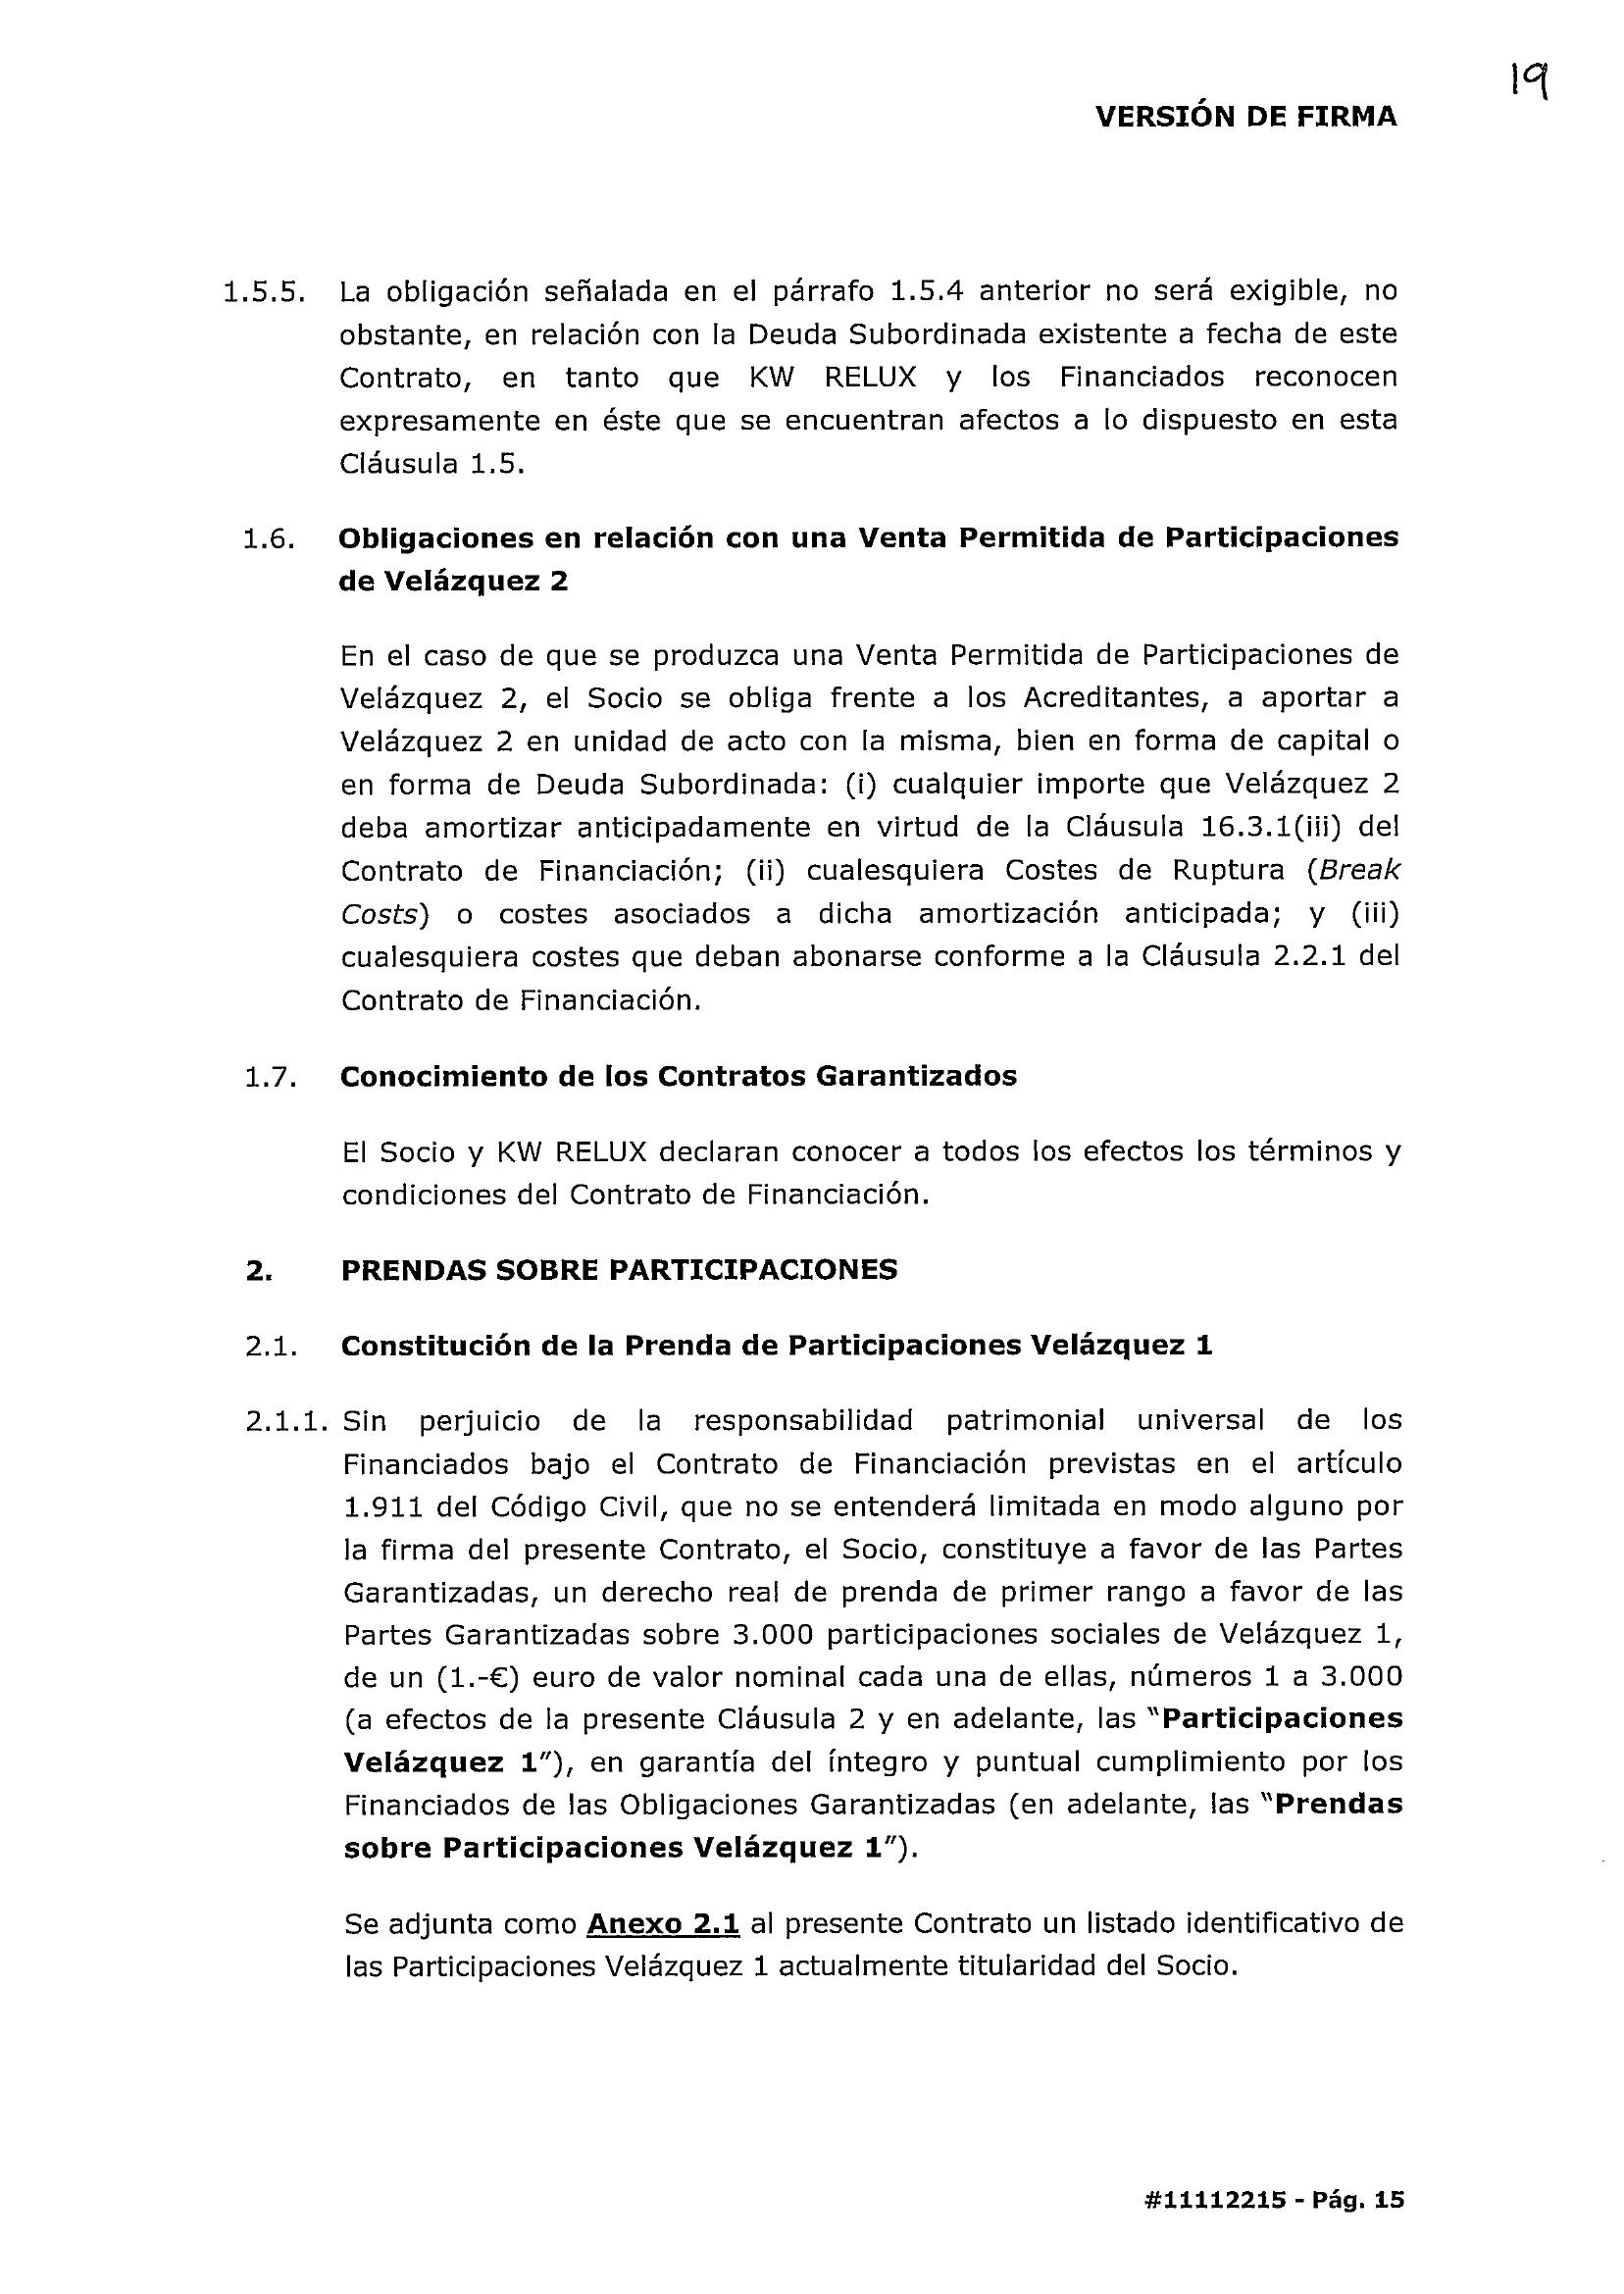 19
VERSIÓN DE FIRMA
1.5.5. La obligación señalada en el párrafo 1.5.4 anterior no será exigible, no
obstante, en relación con la Deuda Subordinada existente a fecha de este
Contrato, en tanto que KW RELUX y los Financiados reconocen
expresamente en éste que se encuentran afectos a lo dispuesto en esta
Cláusula 1.5.
1.6. Obligaciones en relación con una Venta Permitida de Participaciones
de Velázquez 2
En el caso de que se produzca una Venta Permitida de Participaciones de
Velázquez 2, el Socio se obliga frente a los Acreditantes, a aportar a
Velázquez 2 en unidad de acto con la misma, bien en forma de capital o
en forma de Deuda Subordinada: (i) cualquier importe que Velázquez 2
deba amortizar anticipadamente en virtud de la Cláusula 16.3.1(iii) del
Contrato de Financiación; (ii) cualesquiera Costes de Ruptura (Break
Costs) o costes asociados a dicha amortización anticipada; y (iii)
cualesquiera costes que deban abonarse conforme a la Cláusula 2.2.1 del
Contrato de Financiación.
1.7. Conocimiento de los Contratos Garantizados
El Socio y KW RELUX declaran conocer a todos los efectos los términos y
condiciones del Contrato de Financiación.
2. PRENDAS SOBRE PARTICIPACIONES
2.1. Constitución de la Prenda de Participaciones Velázquez 1
2.1.1. Sin perjuicio de la responsabilidad patrimonial universal de los
Financiados bajo el Contrato de Financiación previstas en el artículo
1.911 del Código Civil, que no se entenderá limitada en modo alguno por
la firma del presente Contrato, el Socio, constituye a favor de las Partes
Garantizadas, un derecho real de prenda de primer rango a favor de las
Partes Garantizadas sobre 3.000 participaciones sociales de Velázquez 1,
de un (1.-€) euro de valor nominal cada una de ellas, números 1 a 3.000
(a efectos de la presente Cláusula 2 y en adelante, las "Participaciones
Velázquez 1"), en garantía del íntegro y puntual cumplimiento por los
Financiados de las Obligaciones Garantizadas (en adelante, las "Prendas
sobre Participaciones Velázquez 1").
Se adjunta como Anexo 2.1 al presente Contrato un listado identificativo de
las Participaciones Velázquez 1 actualmente titularidad del Socio.
#11112215 - Pág. 15